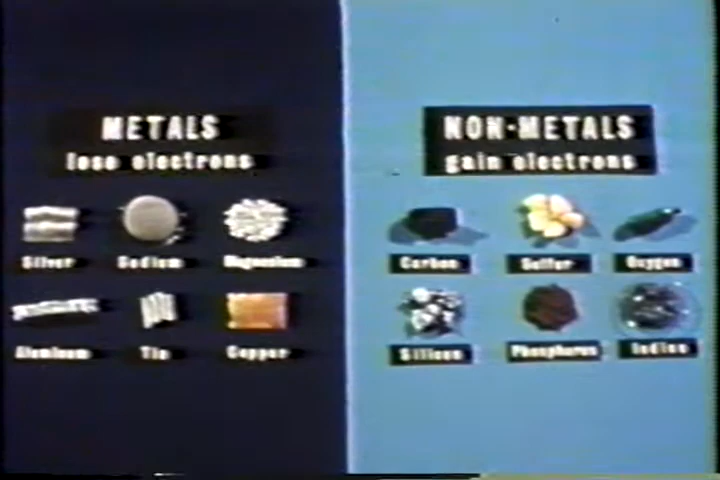 METALS
lose electrons
Silver Sodium Magnesium
Aluminum Tin Copper
NON-METALS
gain electrons
Carbon Sulfur Oxygen
Silicon Phosphorus Iodine